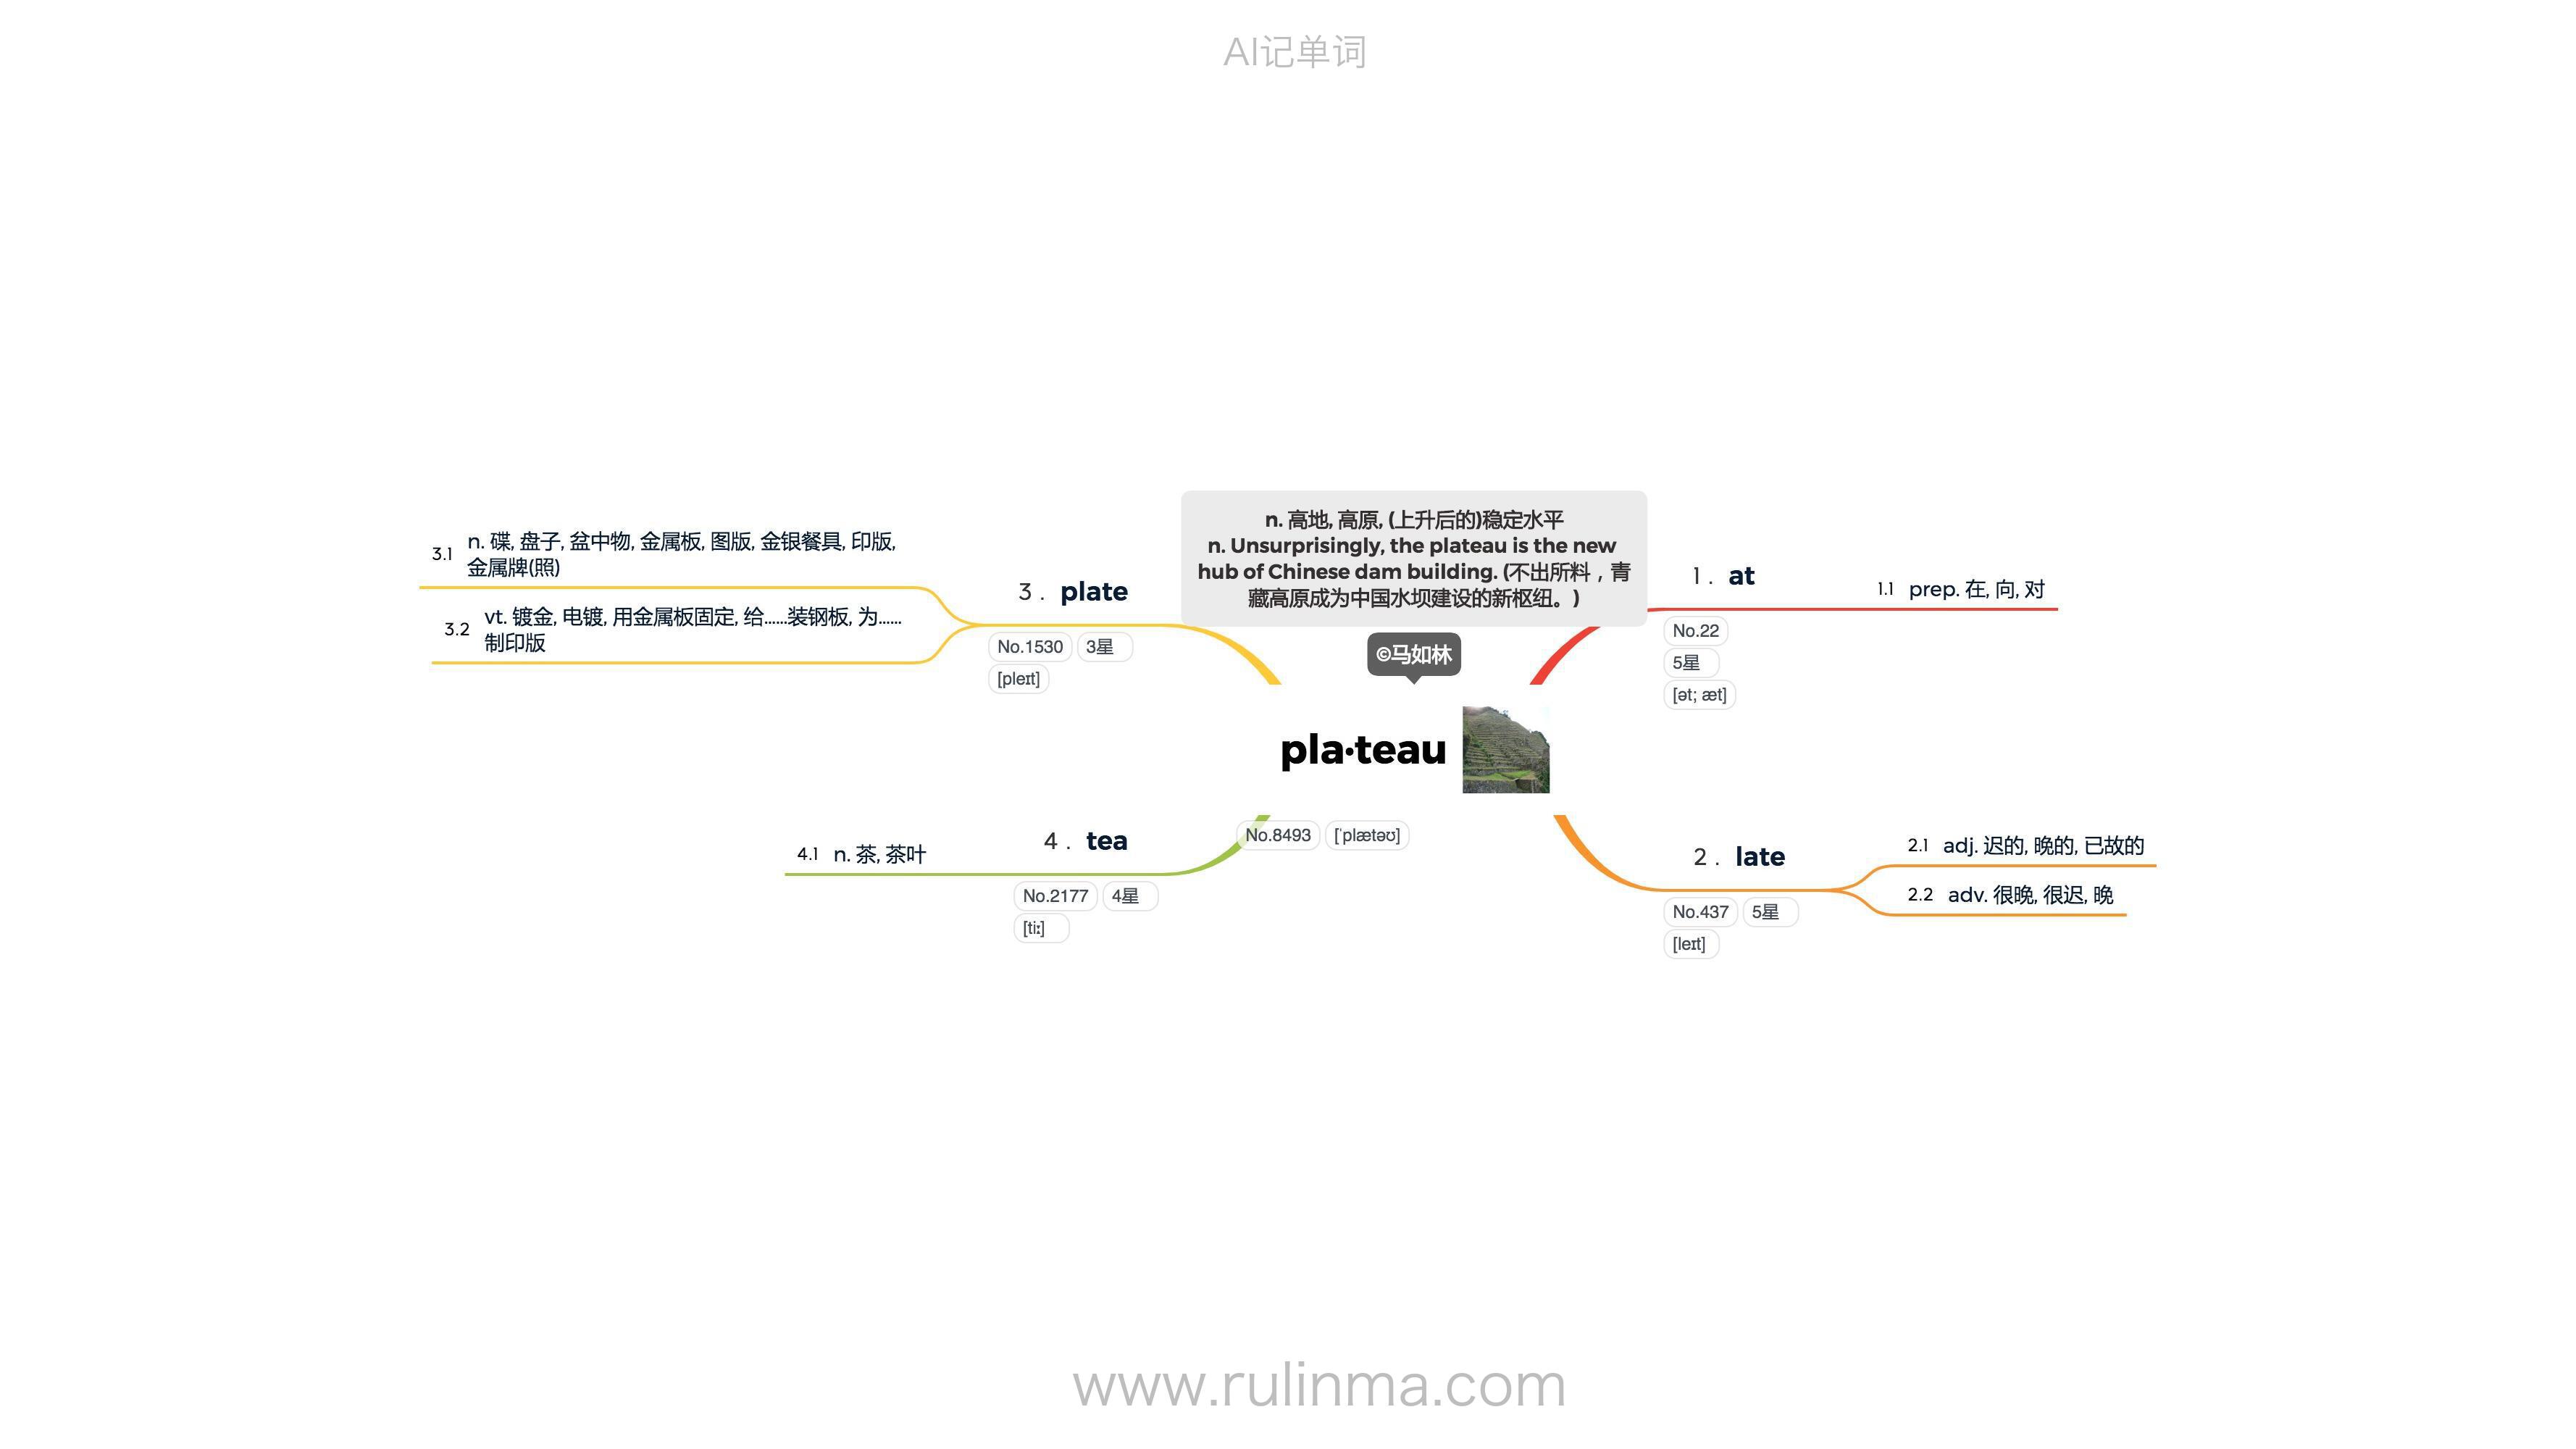 AI记单词
n. 高地, 高原, (上升后的)稳定水平
n. Unsurprisingly, the plateau is the new
hub of Chinese dam building. (不出所料，青
藏高原成为中国水坝建设的新枢纽。)
©马如林
pla·teau
No.8493 [ˈplætəʊ]
1. at
No.22
5星
[ət; æt]
1.1 prep. 在, 向, 对
2. late
No.437 5星
[leɪt]
2.1 adj. 迟的, 晚的, 已故的
2.2 adv. 很晚, 很迟, 晚
3. plate
No.1530 3星
[pleɪt]
3.1 n. 碟, 盘子, 盆中物, 金属板, 图版, 金银餐具, 印版,
金属牌(照)
3.2 vt. 镀金, 电镀, 用金属板固定, 给......装钢板, 为......
制印版
4. tea
No.2177 4星
[tiː]
4.1 n. 茶, 茶叶
www.rulinma.com